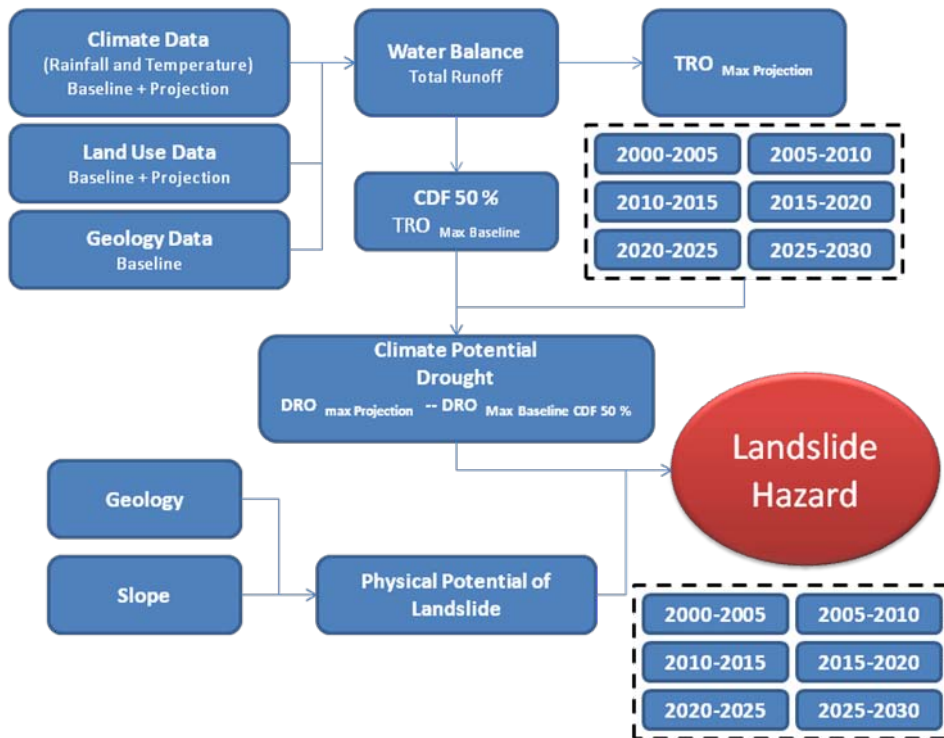 Climate Data
(Rainfall and Temperature)
Baseline + Projection
Water Balance
Total Runoff
TRO Max Projection
Land Use Data
Baseline + Projection
Geology Data
Baseline
CDF 50 %
TRO Max Baseline
2000-2005 2005-2010
2010-2015 2015-2020
2020-2025 2025-2030
Climate Potential
Drought
DRO max Projection -- DRO Max Baseline CDF 50 %
Landslide
Hazard
Geology
Slope
Physical Potential of
Landslide
2000-2005 2005-2010
2010-2015 2015-2020
2020-2025 2025-2030